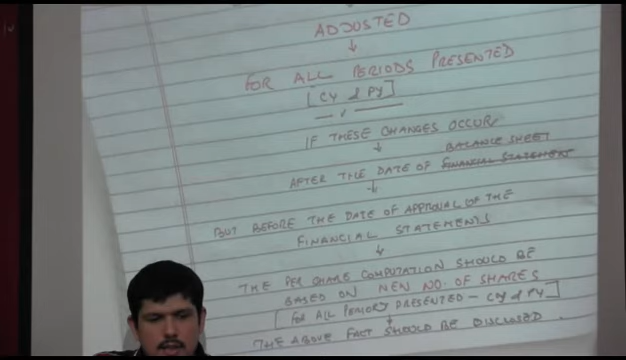 ADJUSTED
↓
FOR ALL PERIODS PRESENTED
[CY & PY]
IF THESE CHANGES OCCUR
↓
BALANCE SHEET
AFTER THE DATE OF FINANCIAL STATEMENT
↓
BUT BEFORE THE DATE OF APPROVAL OF THE
FINANCIAL STATEMENTS
↓
THE PER SHARE COMPUTATION SHOULD BE
BASED ON NEW NO. OF SHARES
[FOR ALL PERIODS PRESENTED - CY & PY]
↓
THE ABOVE FACT SHOULD BE DISCLOSED.